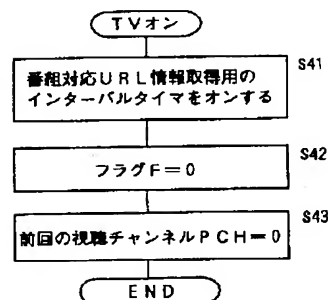 TVオン
番組対応URL情報取得用の
インターバルタイマをオンする
S41
フラグF=0
S42
前回の視聴チャンネルPCH=0
S43
END